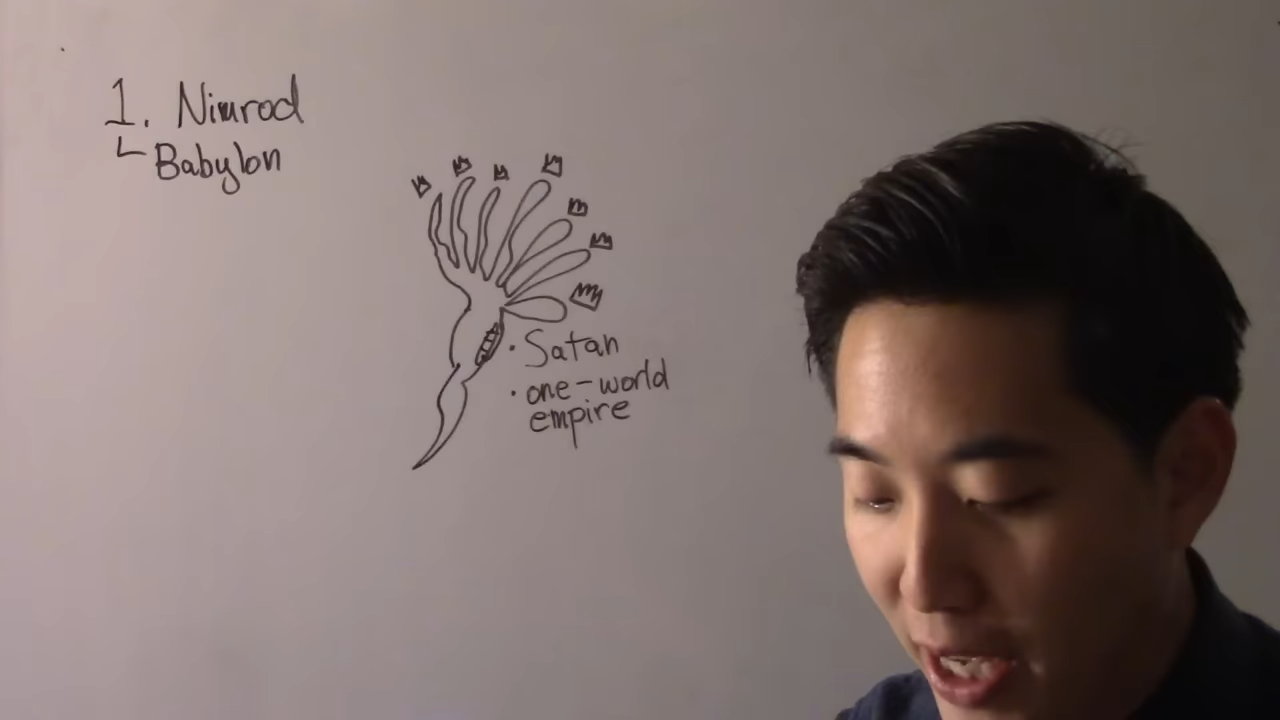 1. Nimrod
Babylon
• Satan
• one-world
empire